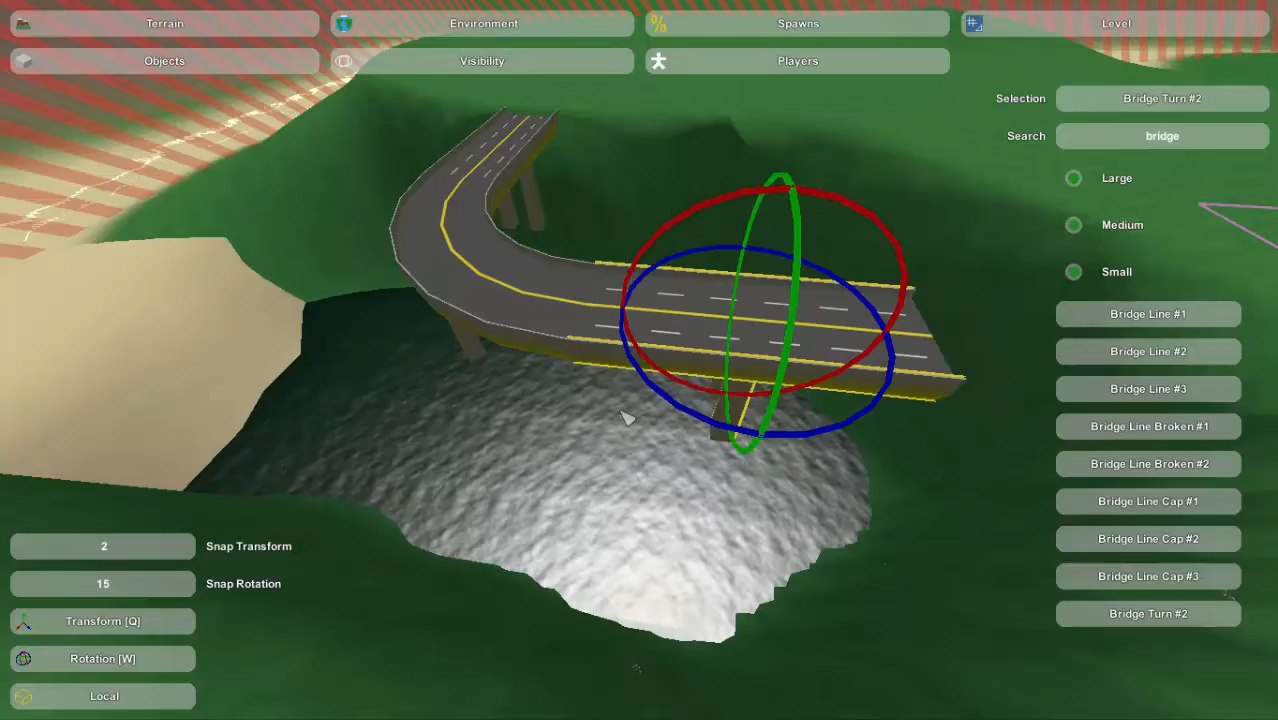 Terrain
Environment
Spawns
Level
Objects
Visibility
Players
Selection
Bridge Turn #2
Search
bridge
Large
Medium
Small
Bridge Line #1
Bridge Line #2
Bridge Line #3
Bridge Line Broken #1
Bridge Line Broken #2
Bridge Line Cap #1
Bridge Line Cap #2
Bridge Line Cap #3
Bridge Turn #2
2
Snap Transform
15
Snap Rotation
Transform [Q]
Rotation [W]
Local